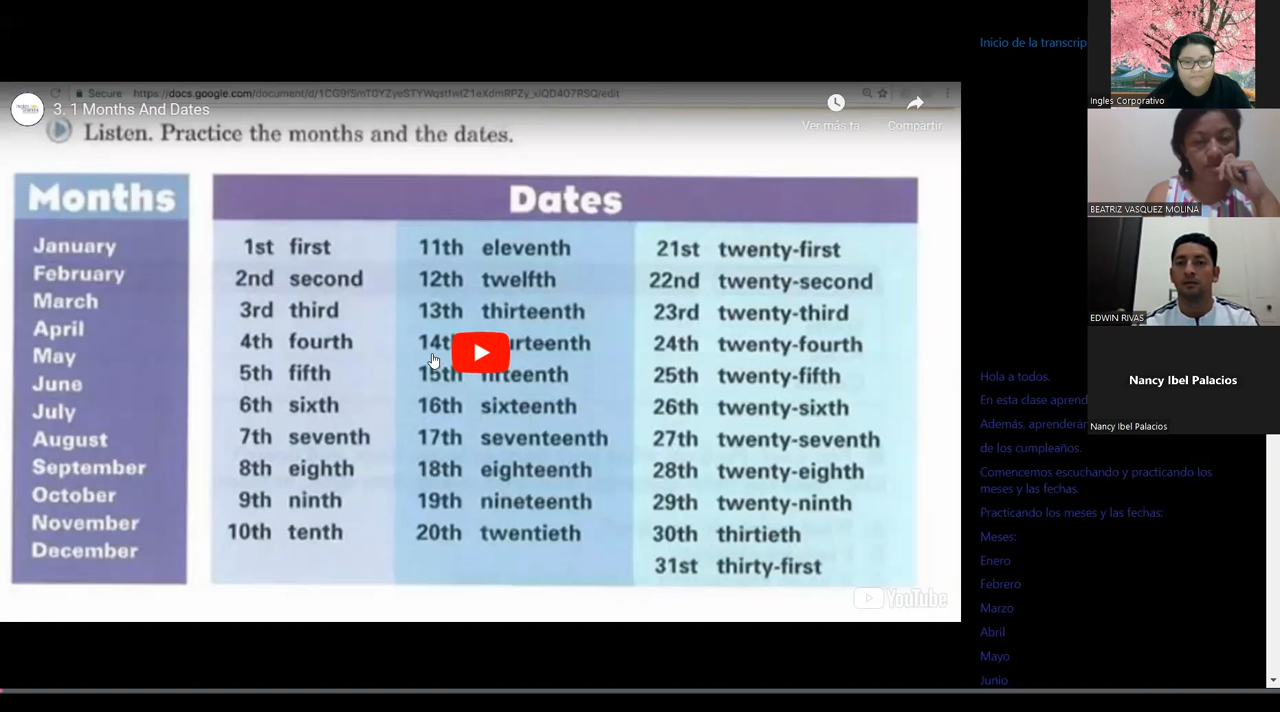 Secure https://docs.google.com/document/d/
3. 1 Months And Dates
Ver más ta
Compartir
Listen. Practice the months and the dates.
Months
January
February
March
April
May
June
July
August
September
October
November
December
Dates
1st first
2nd second
3rd third
4th fourth
5th fifth
6th sixth
7th seventh
8th eighth
9th ninth
10th tenth
11th eleventh
12th twelfth
13th thirteenth
15th
16th sixteenth
17th seventeenth
18th eighteenth
19th nineteenth
20th twentieth
21st twenty-first
22nd twenty-second
23rd twenty-third
24th twenty-fourth
25th twenty-fifth
26th twenty-sixth
27th twenty-seventh
28th twenty-eighth
29th twenty-ninth
30th thirtieth
31st thirty-first
YouTube
Inicio de la transcrip
Hola a todos.
En esta clase aprend
Además, aprenderán
de los cumpleaños.
Comencemos escuchando y practicando los
meses y las fechas.
Practicando los meses y las fechas:
Meses:
Enero
Febrero
Marzo
Abril
Mayo
Junio
Ingles Corporativo
BEATRIZ VASQUEZ MOLINA
EDWIN RIVAS
Nancy Ibel Palacios
Nancy Ibel Palacios